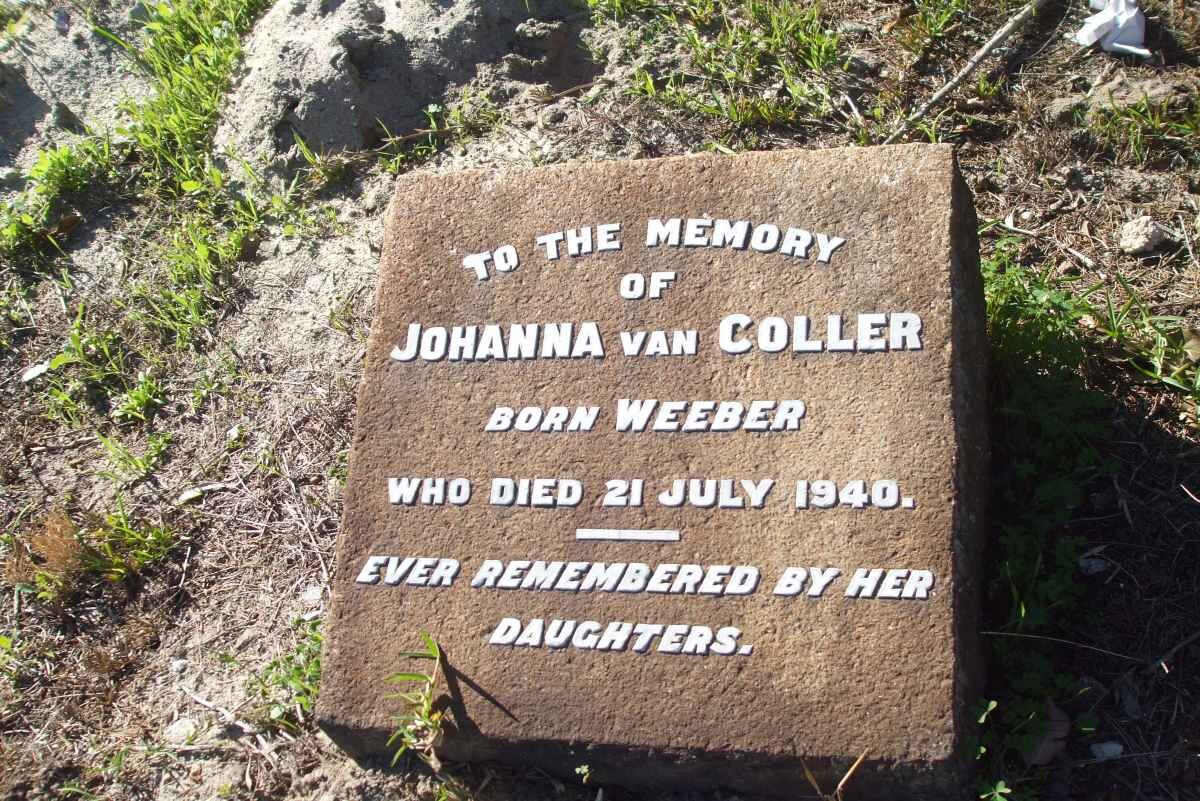 TO THE MEMORY
OF
JOHANNA VAN COLLER
BORN WEEBER
WHO DIED 21 JULY 1940.
EVER REMEMBERED BY HER
DAUGHTERS.